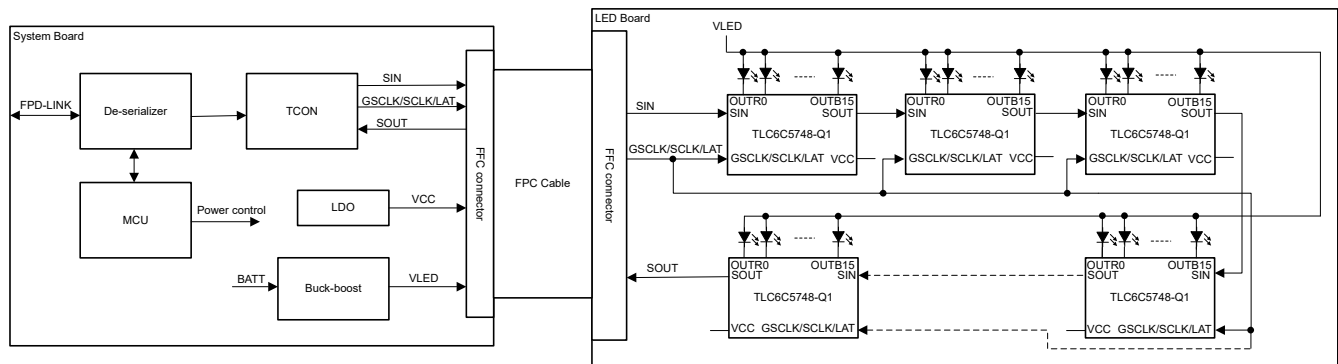 System Board
FPD-LINK
De-serializer
TCON
SIN
GSCLK/SCLK/LAT
SOUT
MCU
Power control
LDO
VCC
BATT
Buck-boost
VLED
FFC connector
FPC Cable
LED Board
FFC connector
VLED
SIN
GSCLK/SCLK/LAT
OUTR0 OUTB15
SIN SOUT
TLC6C5748-Q1
GSCLK/SCLK/LAT VCC
OUTR0 OUTB15
SIN SOUT
TLC6C5748-Q1
GSCLK/SCLK/LAT VCC
OUTR0 OUTB15
SIN SOUT
TLC6C5748-Q1
GSCLK/SCLK/LAT VCC
SOUT
OUTR0 OUTB15
SOUT SIN
TLC6C5748-Q1
VCC GSCLK/SCLK/LAT
OUTR0 OUTB15
SOUT SIN
TLC6C5748-Q1
VCC GSCLK/SCLK/LAT